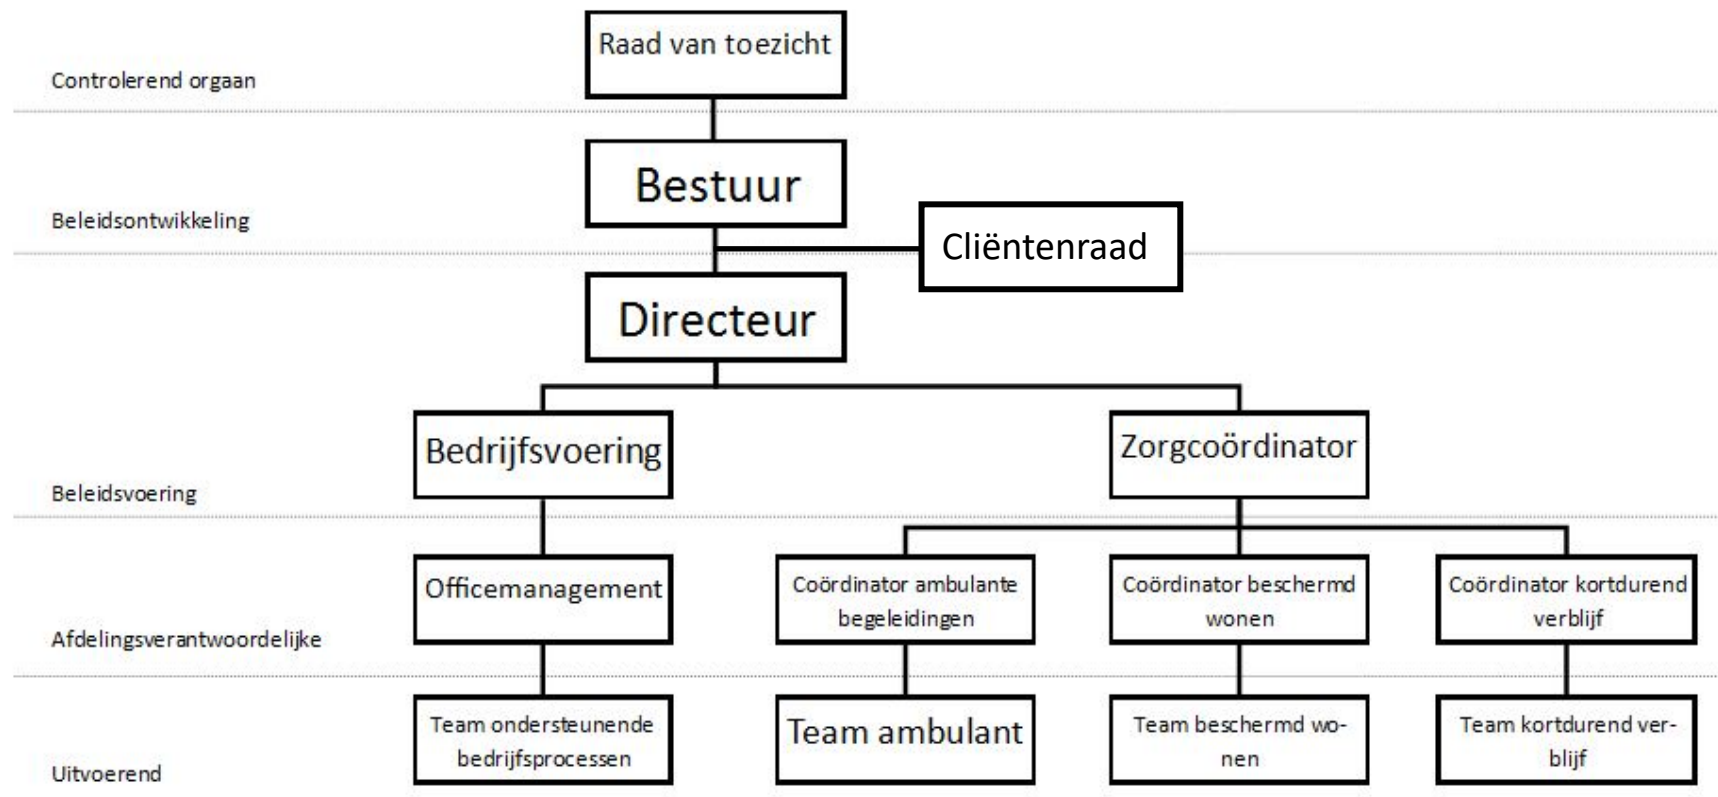 Raad van toezicht
Controlerend orgaan
Bestuur
Beleidsontwikkeling
Cliëntenraad
Directeur
Bedrijfsvoering
Zorgcoördinator
Beleidsvoering
Officemanagement
Coördinator ambulante
begeleidingen
Coördinator beschermd
wonen
Coördinator kortdurend
verblijf
Afdelingsverantwoordelijke
Team ondersteunende
bedrijfsprocessen
Team ambulant
Team beschermd wo-
nen
Team kortdurend ver-
blijf
Uitvoerend